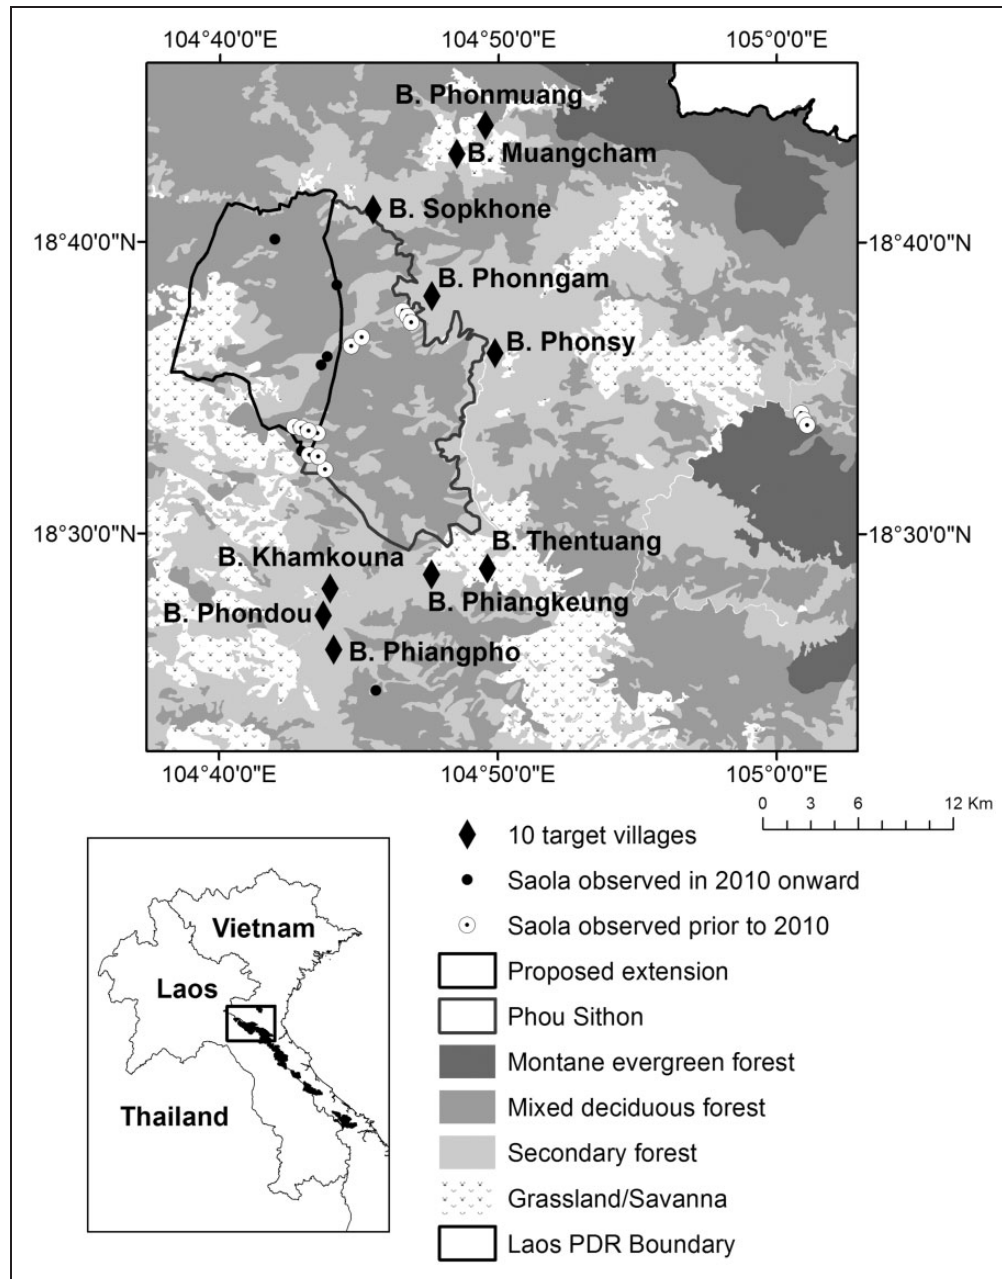 104°40'0"E 104°50'0"E 105°0'0"E
B. Phonmuang
B. Muangcham
B. Sopkhone
18°40'0"N 18°40'0"N
B. Phonngam
B. Phonsy
18°30'0"N 18°30'0"N
B. Thentuang
B. Khamkouna
B. Phiangkeung
B. Phondou
B. Phiangpho
104°40'0"E 104°50'0"E 105°0'0"E
0 3 6 12 Km
10 target villages
Saola observed in 2010 onward
Saola observed prior to 2010
Proposed extension
Phou Sithon
Montane evergreen forest
Mixed deciduous forest
Secondary forest
Grassland/Savanna
Laos PDR Boundary
Vietnam
Laos
Thailand